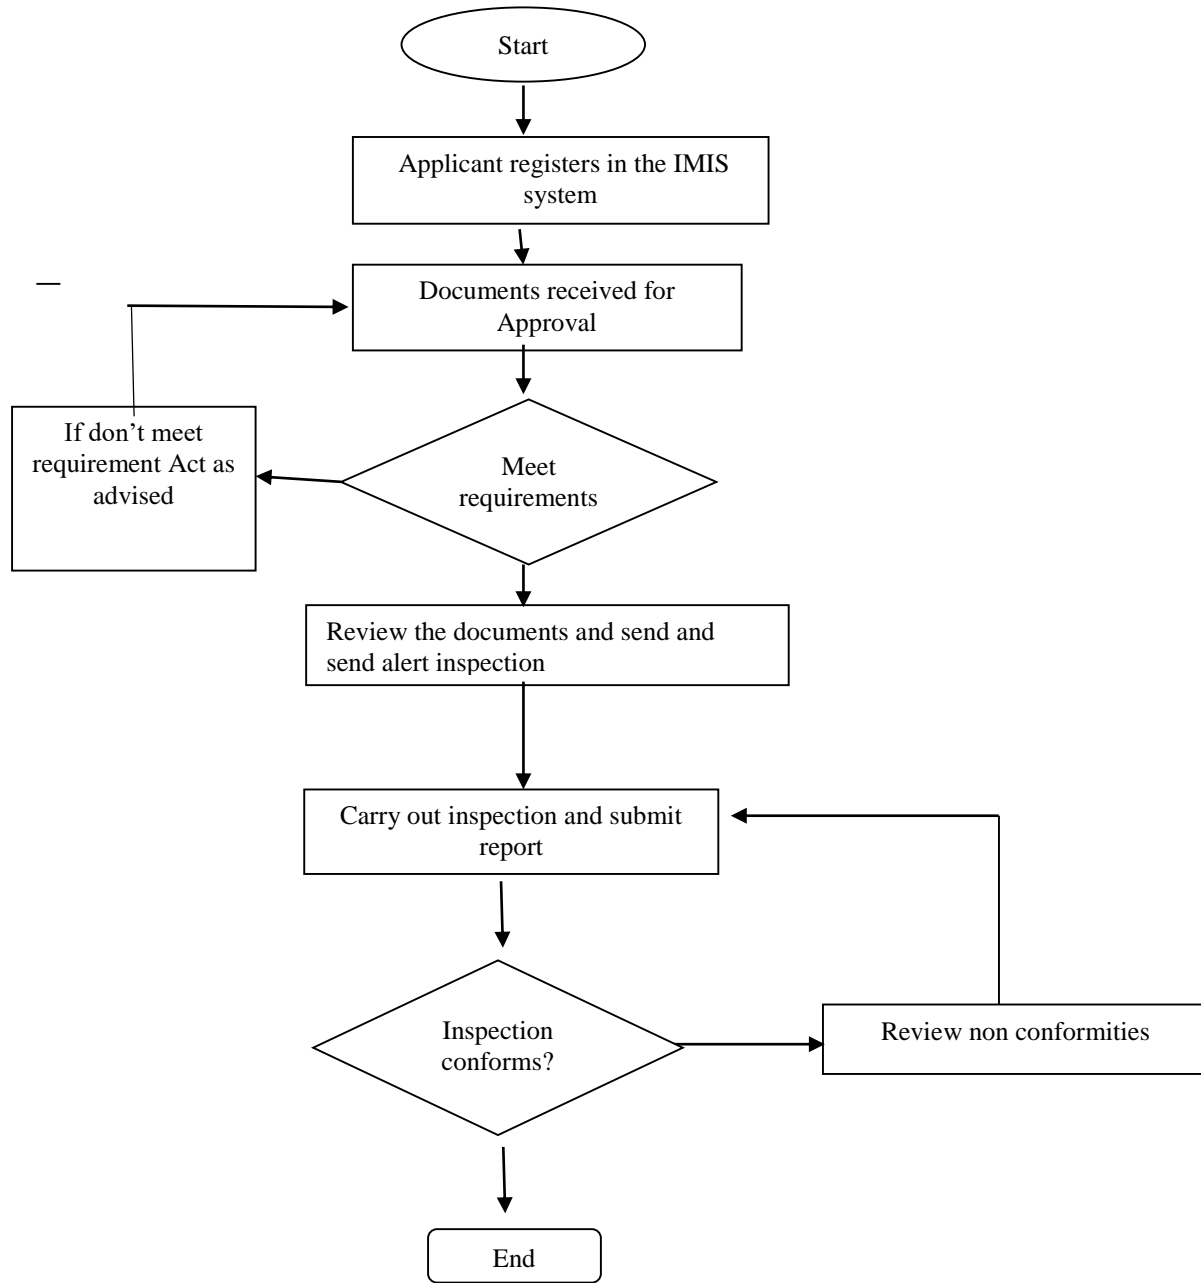 Start
Applicant registers in the IMIS
system
Documents received for
Approval
If don’t meet
requirement Act as
advised
Meet
requirements
Review the documents and send and
send alert inspection
Carry out inspection and submit
report
Inspection
conforms?
Review non conformities
End